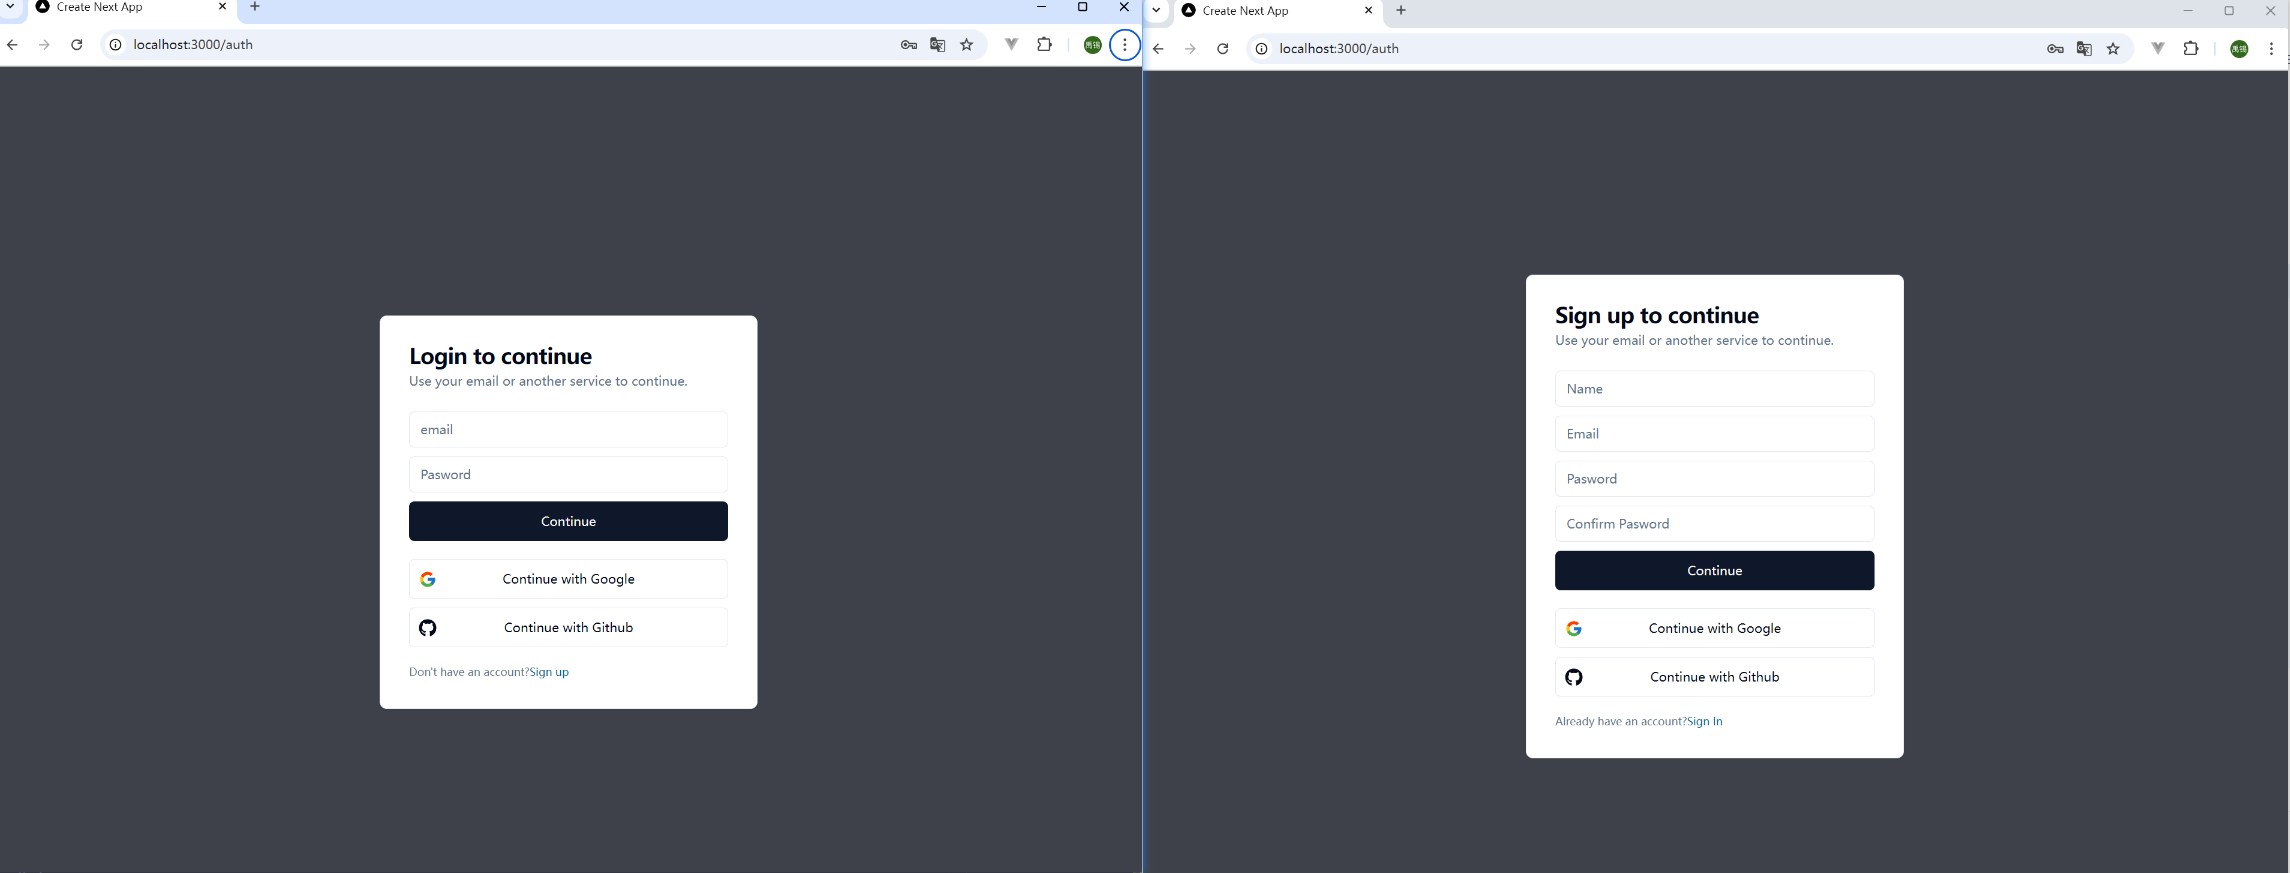 Create Next App
localhost:3000/auth
Login to continue
Use your email or another service to continue.
email
Pasword
Continue
Continue with Google
Continue with Github
Don't have an account?Sign up
Create Next App
localhost:3000/auth
Sign up to continue
Use your email or another service to continue.
Name
Email
Pasword
Confirm Pasword
Continue
Continue with Google
Continue with Github
Already have an account?Sign In